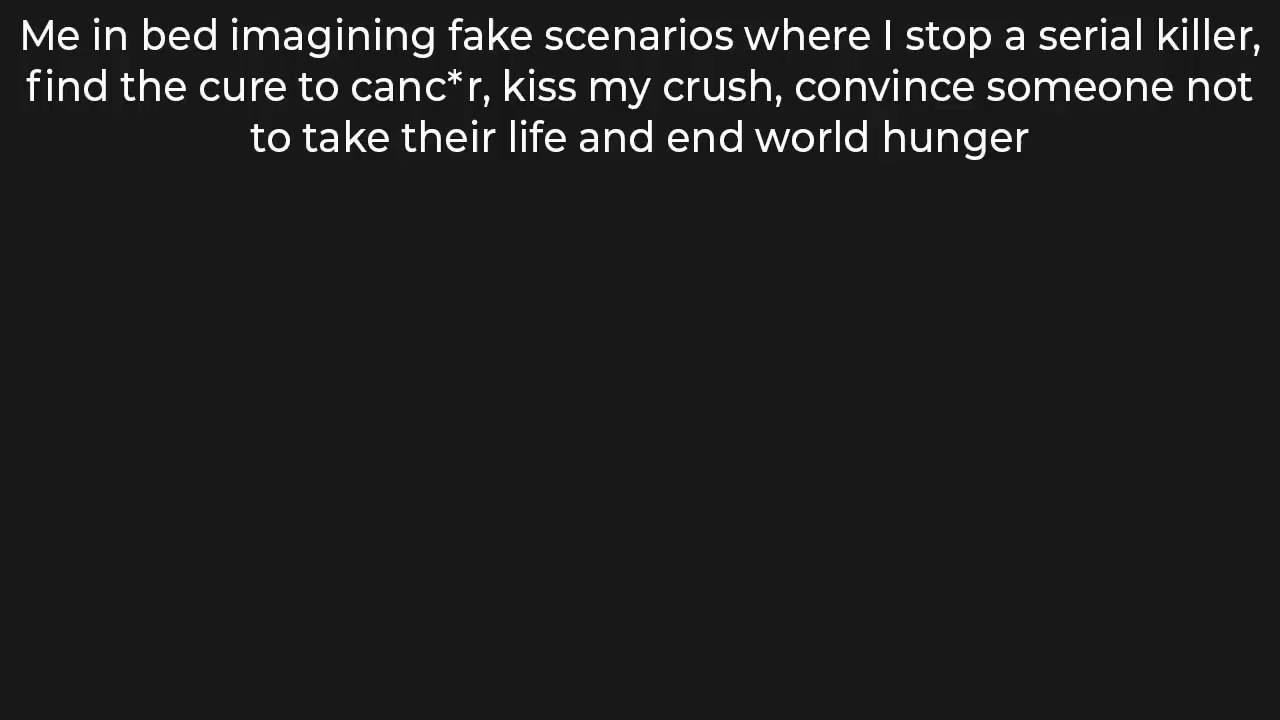 Me in bed imagining fake scenarios where I stop a serial killer,
find the cure to canc*r, kiss my crush, convince someone not
to take their life and end world hunger